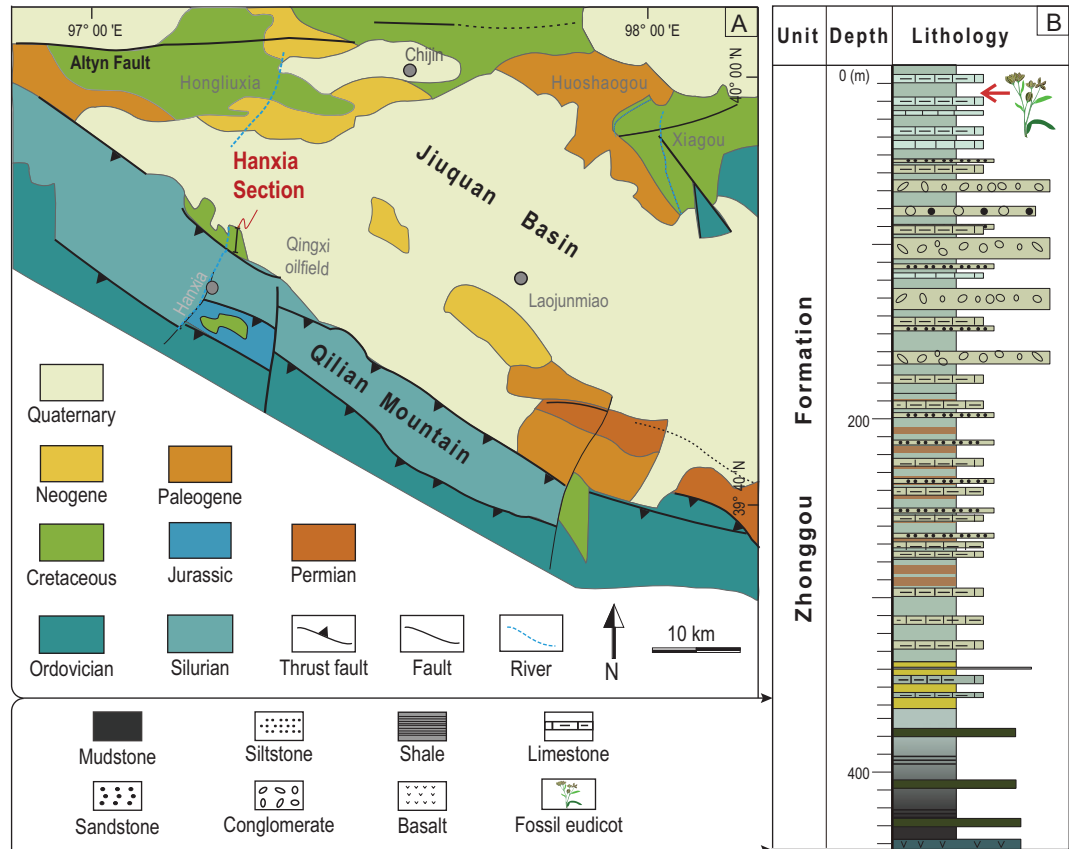 97° 00 'E
98° 00 'E
A
Altyn Fault
Chijin
Hongliuxia
Huoshaogou
40° 00 'N
Xiagou
Hanxia
Section
Jiuquan Basin
Qingxi
oilfield
Hanxia
Laojunmiao
Qilian Mountain
39° 40 'N
Quaternary
Neogene
Paleogene
Cretaceous
Jurassic
Permian
Ordovician
Silurian
Thrust fault
Fault
River
N
10 km
Mudstone
Siltstone
Shale
Limestone
Sandstone
Conglomerate
Basalt
Fossil eudicot
Unit
Depth
Lithology
B
0 (m)
200
400
Zhonggou Formation